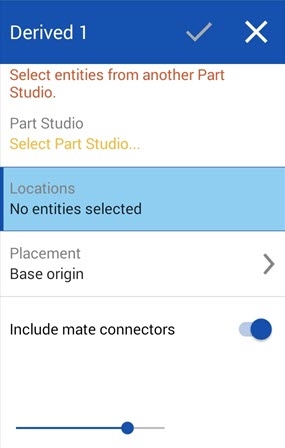 Derived 1
Select entities from another Part
Studio.
Part Studio
Select Part Studio...
Locations
No entities selected
Placement
Base origin
Include mate connectors